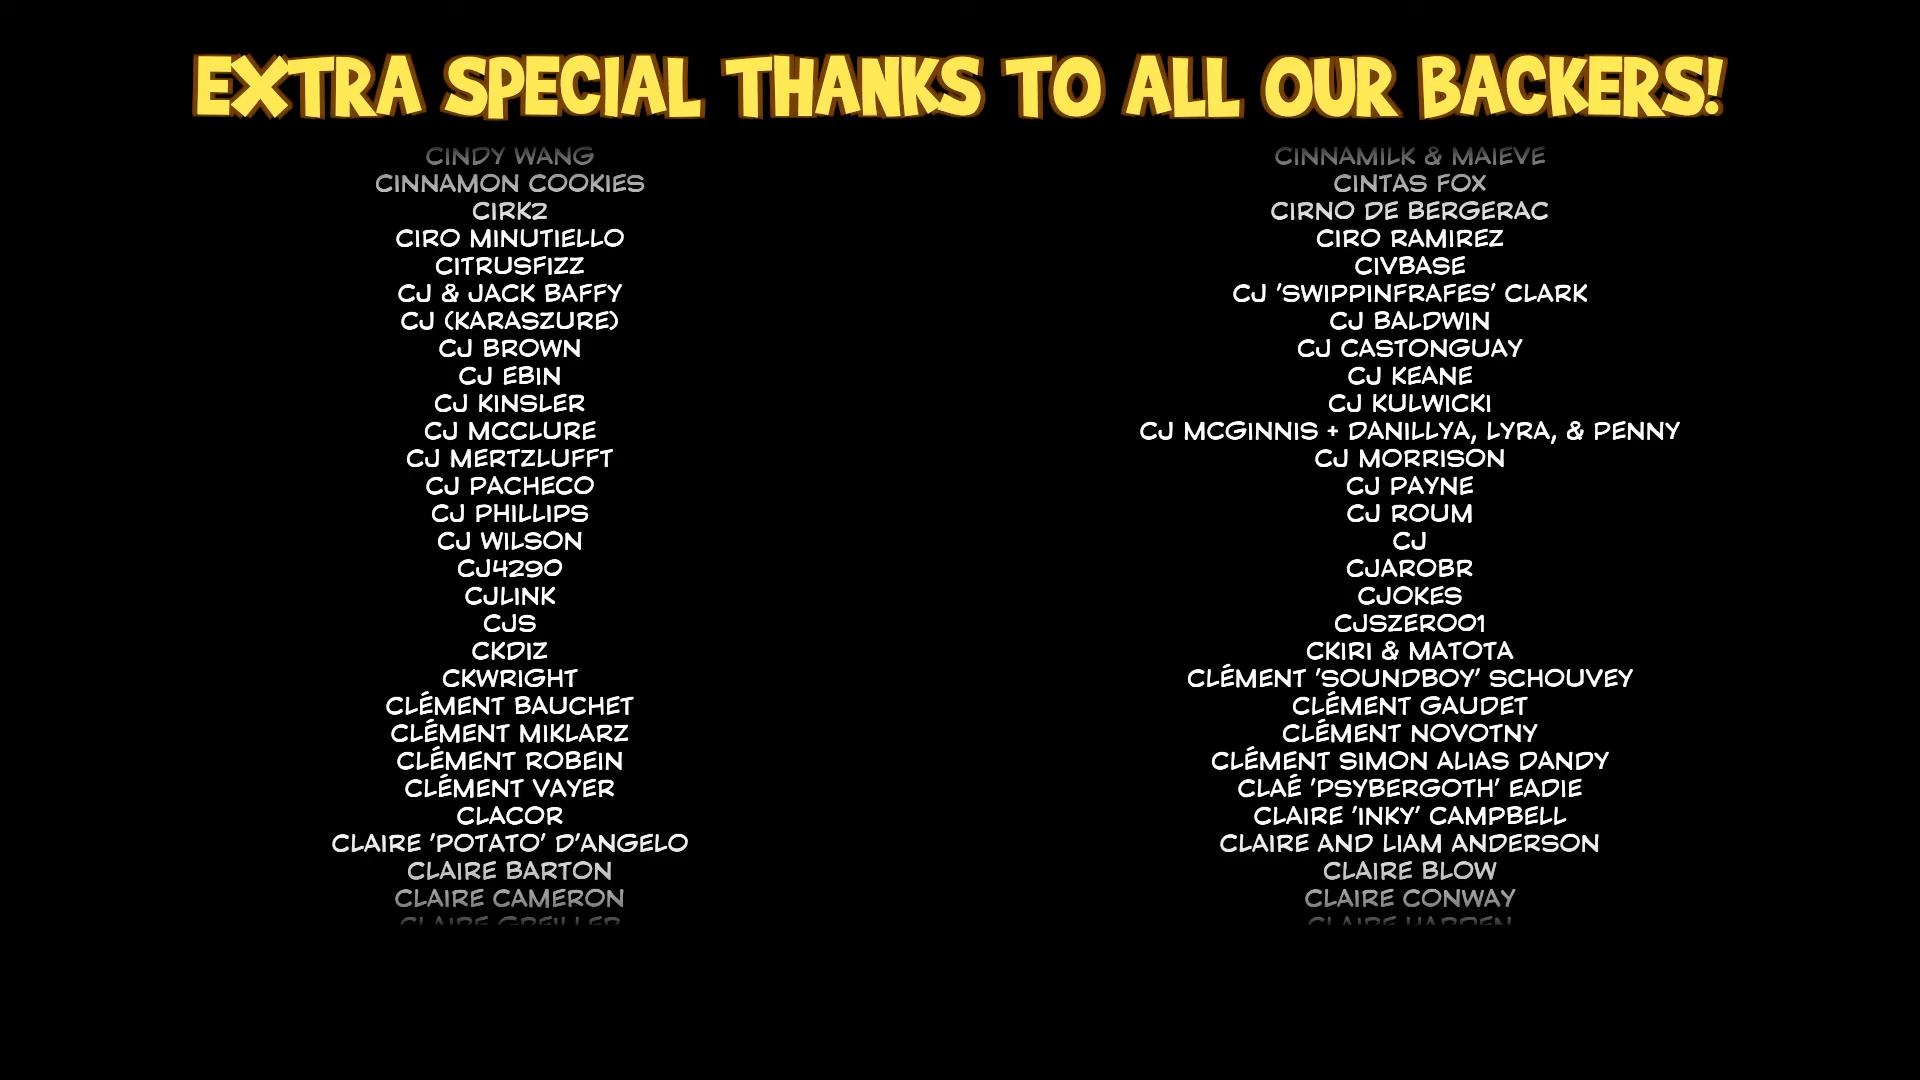 EXTRA SPECIAL THANKS TO ALL OUR BACKERS!
CINDY WANG
CINNAMILK & MAIEVE
CINNAMON COOKIES
CINTAS FOX
CIRK2
CIRNO DE BERGERAC
CIRO MINUTIELLO
CIRO RAMIREZ
CITRUSFIZZ
CIVBASE
CJ & JACK BAFFY
CJ 'SWIPPINFRAFES' CLARK
CJ (KARASZURE)
CJ BALDWIN
CJ BROWN
CJ CASTONGUAY
CJ EBIN
CJ KEANE
CJ KINSLER
CJ KULWICKI
CJ MCCLURE
CJ MCGINNIS + DANILLYA, LYRA, & PENNY
CJ MERTZLUFFT
CJ MORRISON
CJ PACHECO
CJ PAYNE
CJ PHILLIPS
CJ ROUM
CJ WILSON
CJ
CJ4290
CJAROBR
CJLINK
CJOKES
CJS
CJSZERO01
CKDIZ
CKIRI & MATOTA
CKWRIGHT
CLÉMENT 'SOUNDBOY' SCHOUVEY
CLÉMENT BAUCHET
CLÉMENT GAUDET
CLÉMENT MIKLARZ
CLÉMENT NOVOTNY
CLÉMENT ROBEIN
CLÉMENT SIMON ALIAS DANDY
CLÉMENT VAYER
CLAÉ 'PSYBERGOTH' EADIE
CLACOR
CLAIRE 'INKY' CAMPBELL
CLAIRE 'POTATO' D'ANGELO
CLAIRE AND LIAM ANDERSON
CLAIRE BARTON
CLAIRE BLOW
CLAIRE CAMERON
CLAIRE CONWAY
CLAIRE
CLAIRE